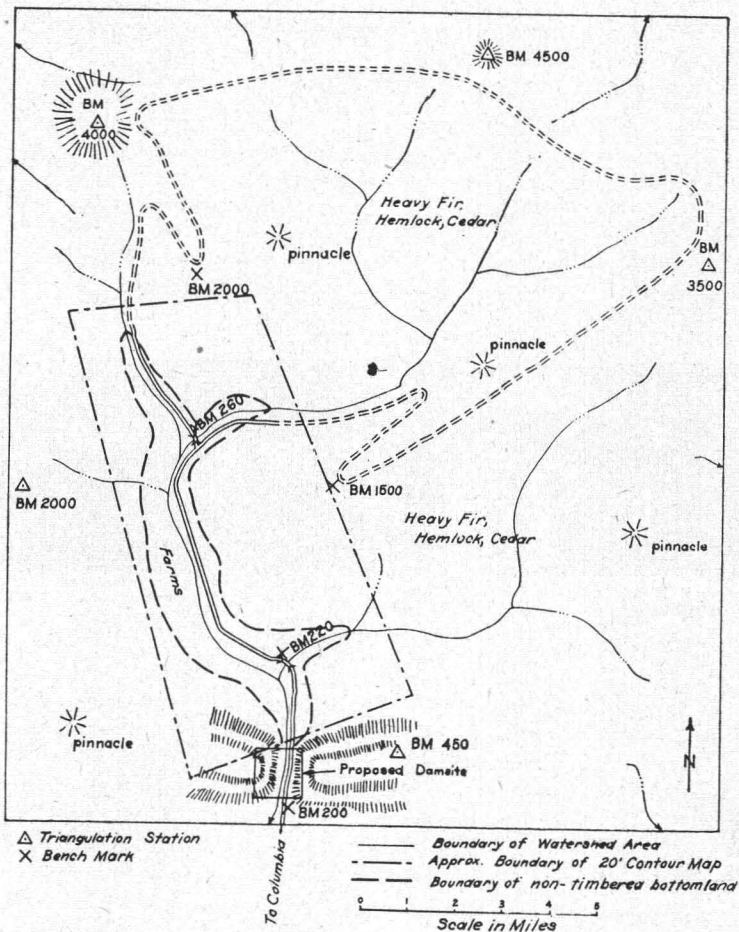 BM 4500
BM
4000
Heavy Fir,
Hemlock, Cedar
pinnacle
BM
3500
BM 2000
pinnacle
BM 260
BM 2000
BM 1500
Heavy Fir,
Hemlock, Cedar
pinnacle
Farms
BM 220
pinnacle
BM 450
N
Proposed Damsite
BM 200
To Columbia
Triangulation Station
Bench Mark
Boundary of Watershed Area
Approx. Boundary of 20' Contour Map
Boundary of non-timbered bottomland
0 1 2 3 4 5
Scale in Miles